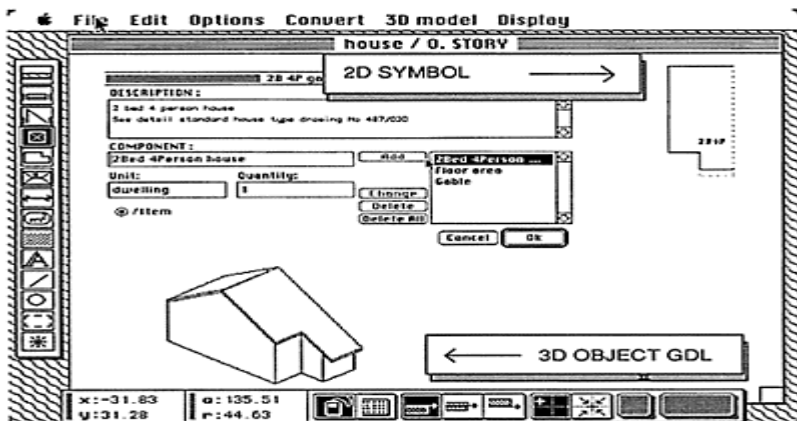 File Edit Options Convert 3D model Display
house / 0. STORY
2B 4P
2D SYMBOL
DESCRIPTION:
2 bed 4 person house
See detail standard house type drawing No 487/030
COMPONENT:
2Bed 4Person house
Add
2Bed 4Person ...
Floor area
Gable
Unit:
Quantity:
dwelling
1
Change
Delete
Delete All
/Item
Cancel
Ok
3D OBJECT GDL
A
x:-31.83
a:135.51
y:31.28
r:44.63